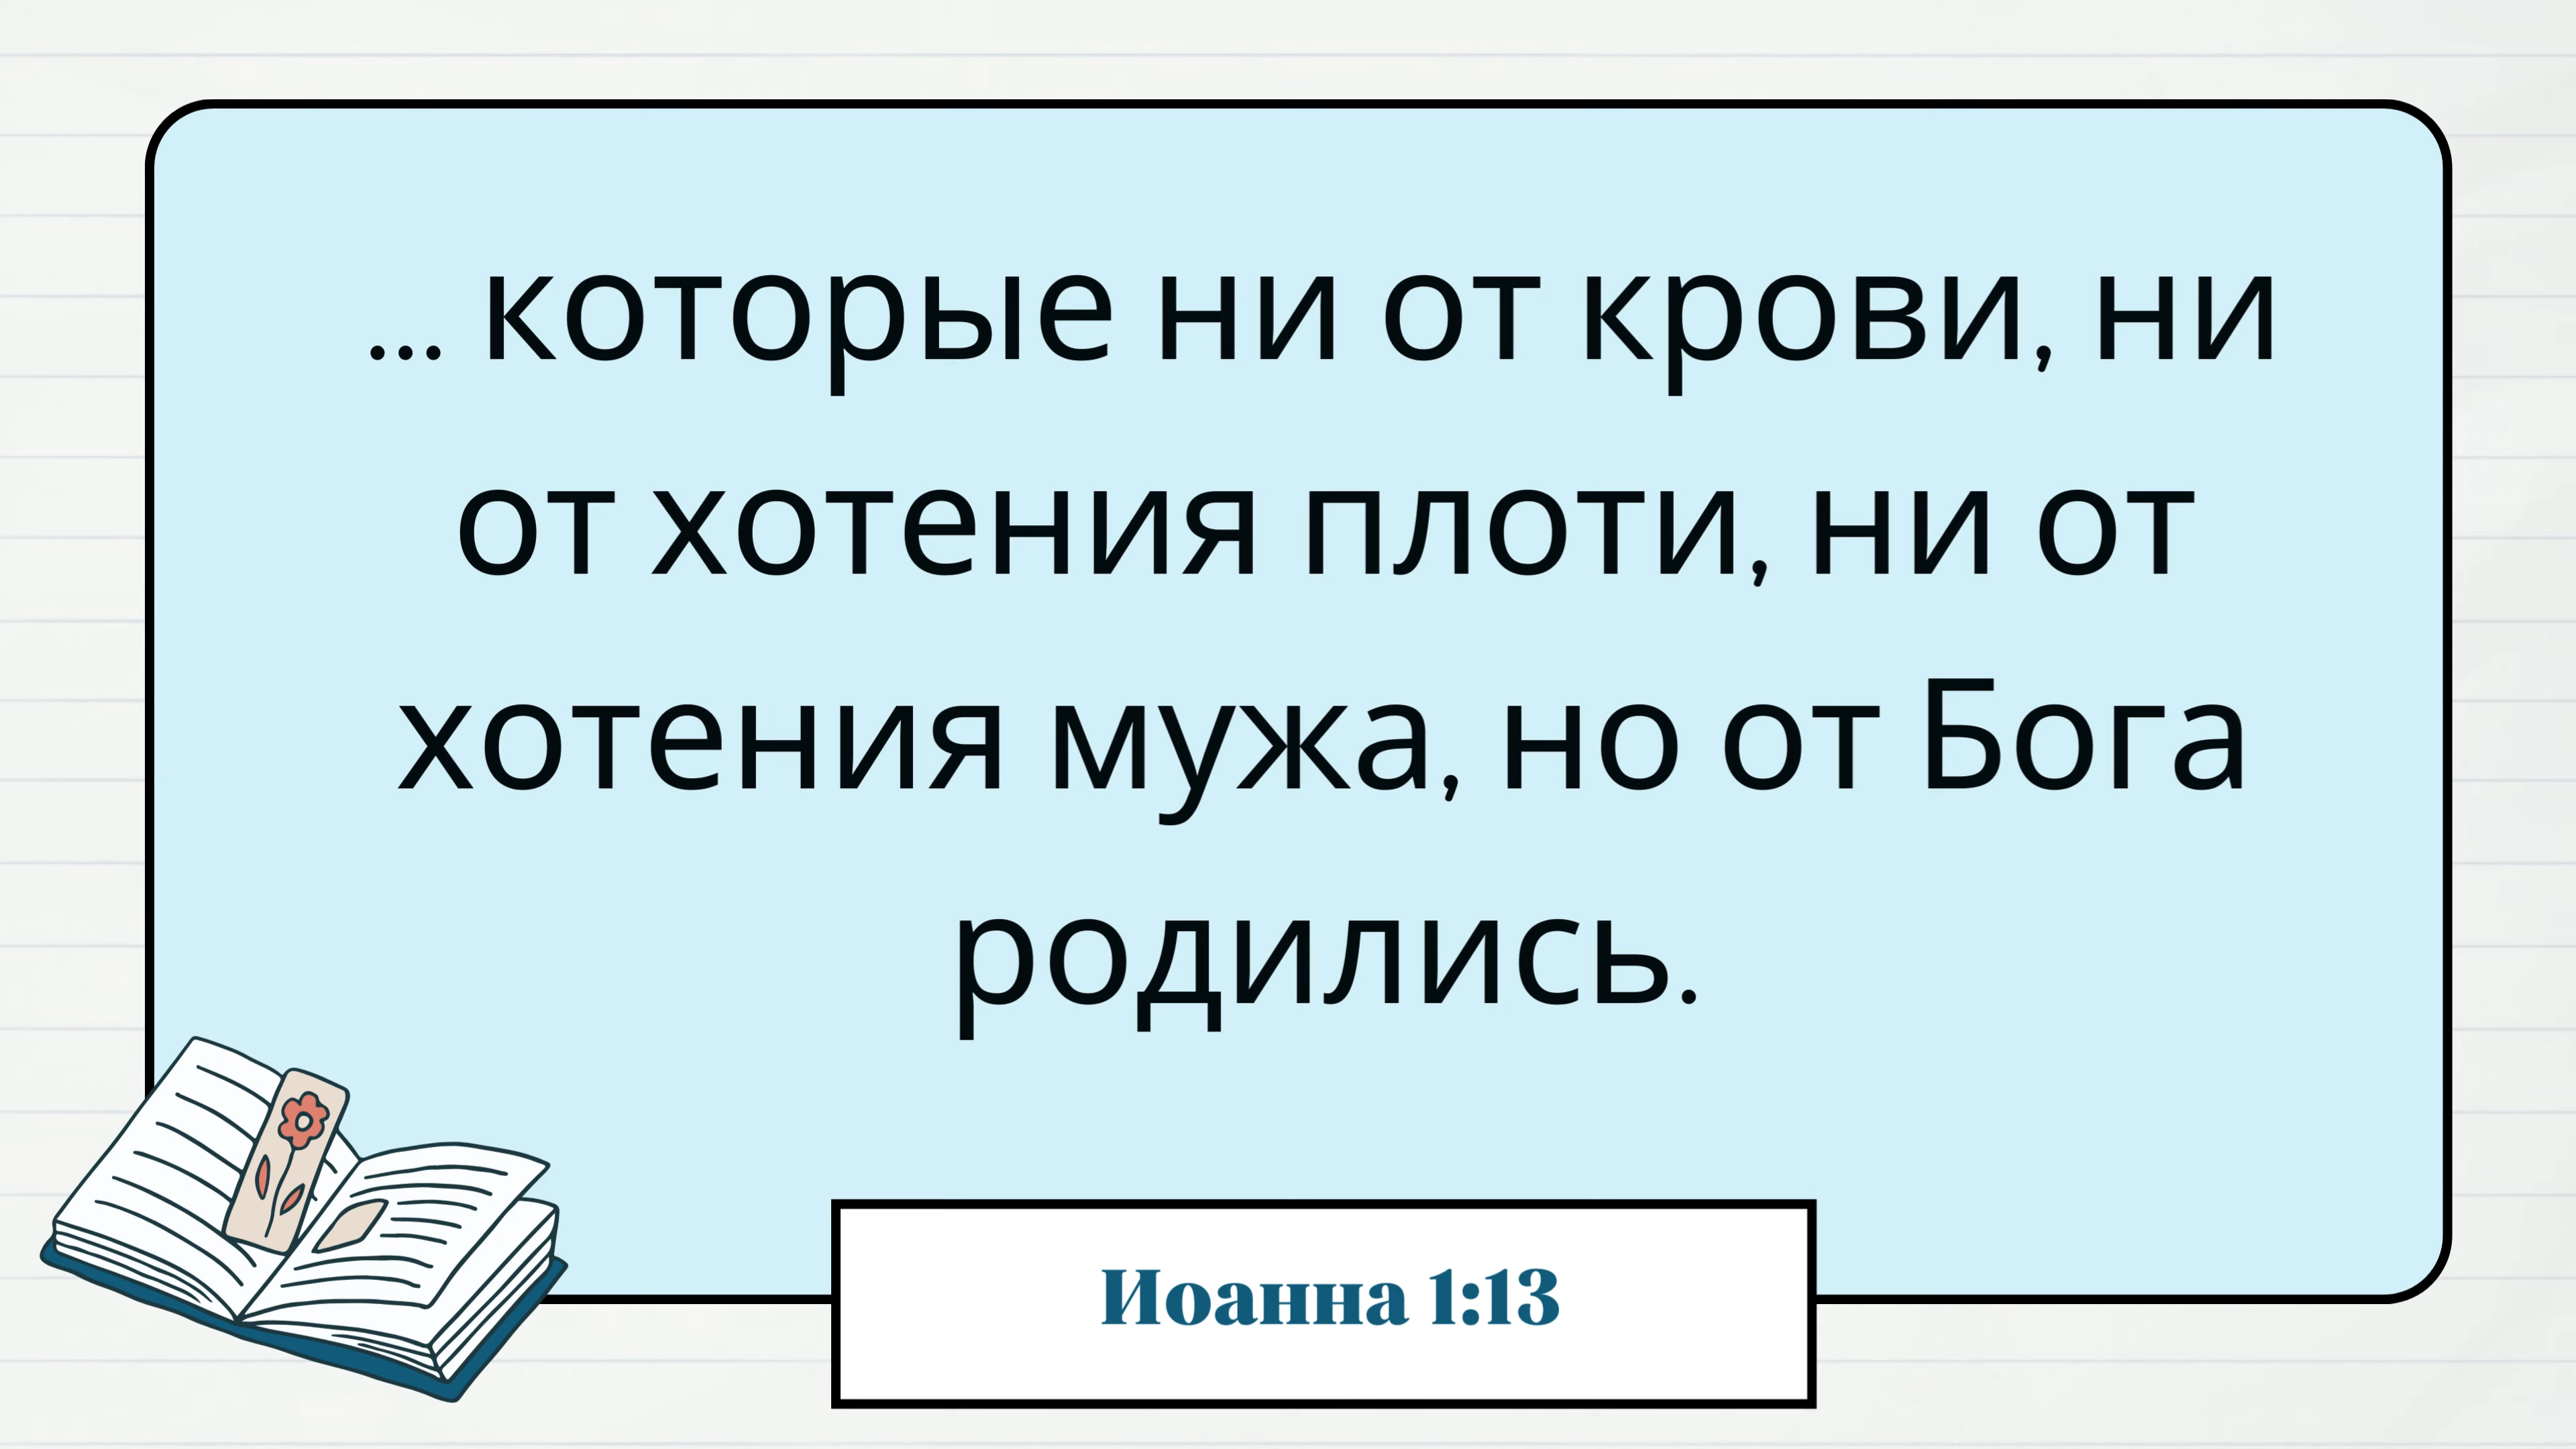 ... которые ни от крови, ни
от хотения плоти, ни от
хотения мужа, но от Бога
родились.
Иоанна 1:13